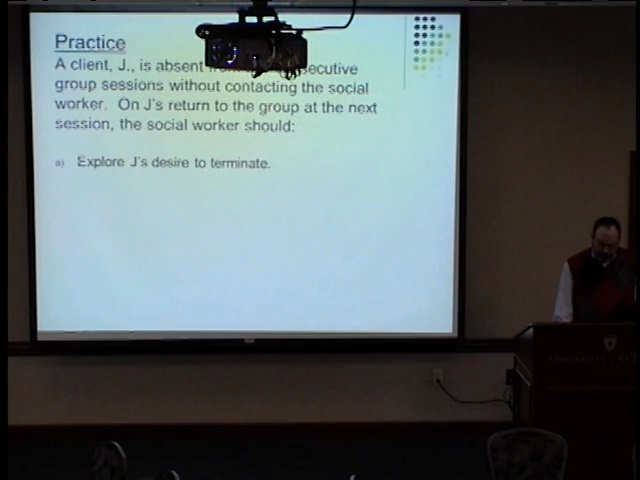 Practice
A client, J., is absent
group sessions without contacting the social
worker. On J's return to the group at the next
session, the social worker should:
a) Explore J's desire to terminate.